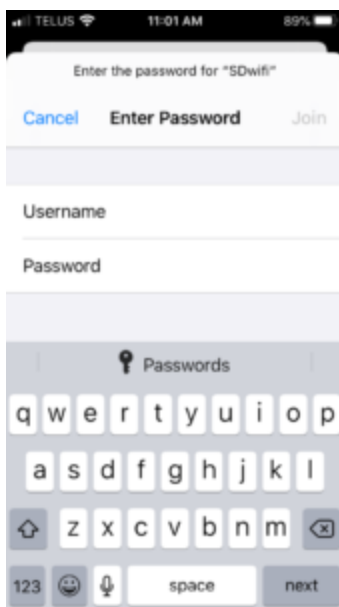 TELUS 11:01 AM 89%
Enter the password for "SDwifi"
Cancel Enter Password Join
Username
Password
Passwords
q w e r t y u i o p
a s d f g h j k l
z x c v b n m
123 space next